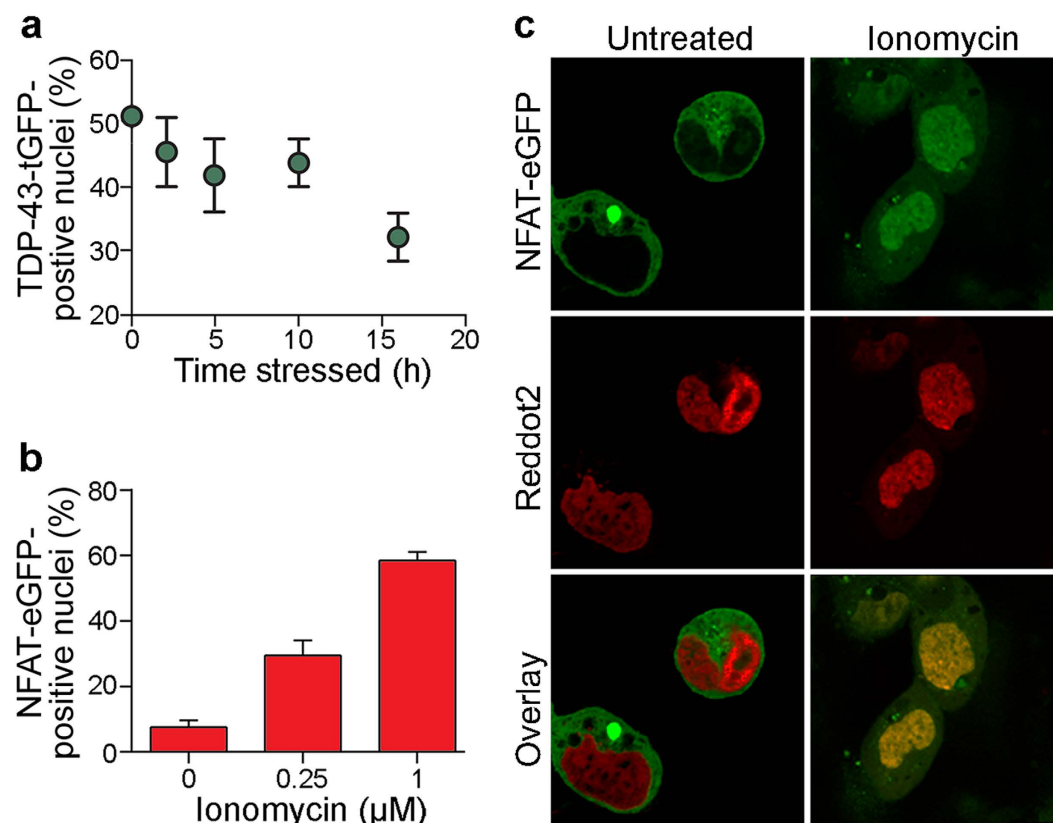 a
TDP-43-tGFP-
postive nuclei (%)
60
50
40
30
20
0
5
10
15
20
Time stressed (h)
b
NFAT-eGFP-
positive nuclei (%)
80
60
40
20
0
0
0.25
1
Ionomycin (µM)
c
Untreated
Ionomycin
NFAT-eGFP
Reddot2
Overlay